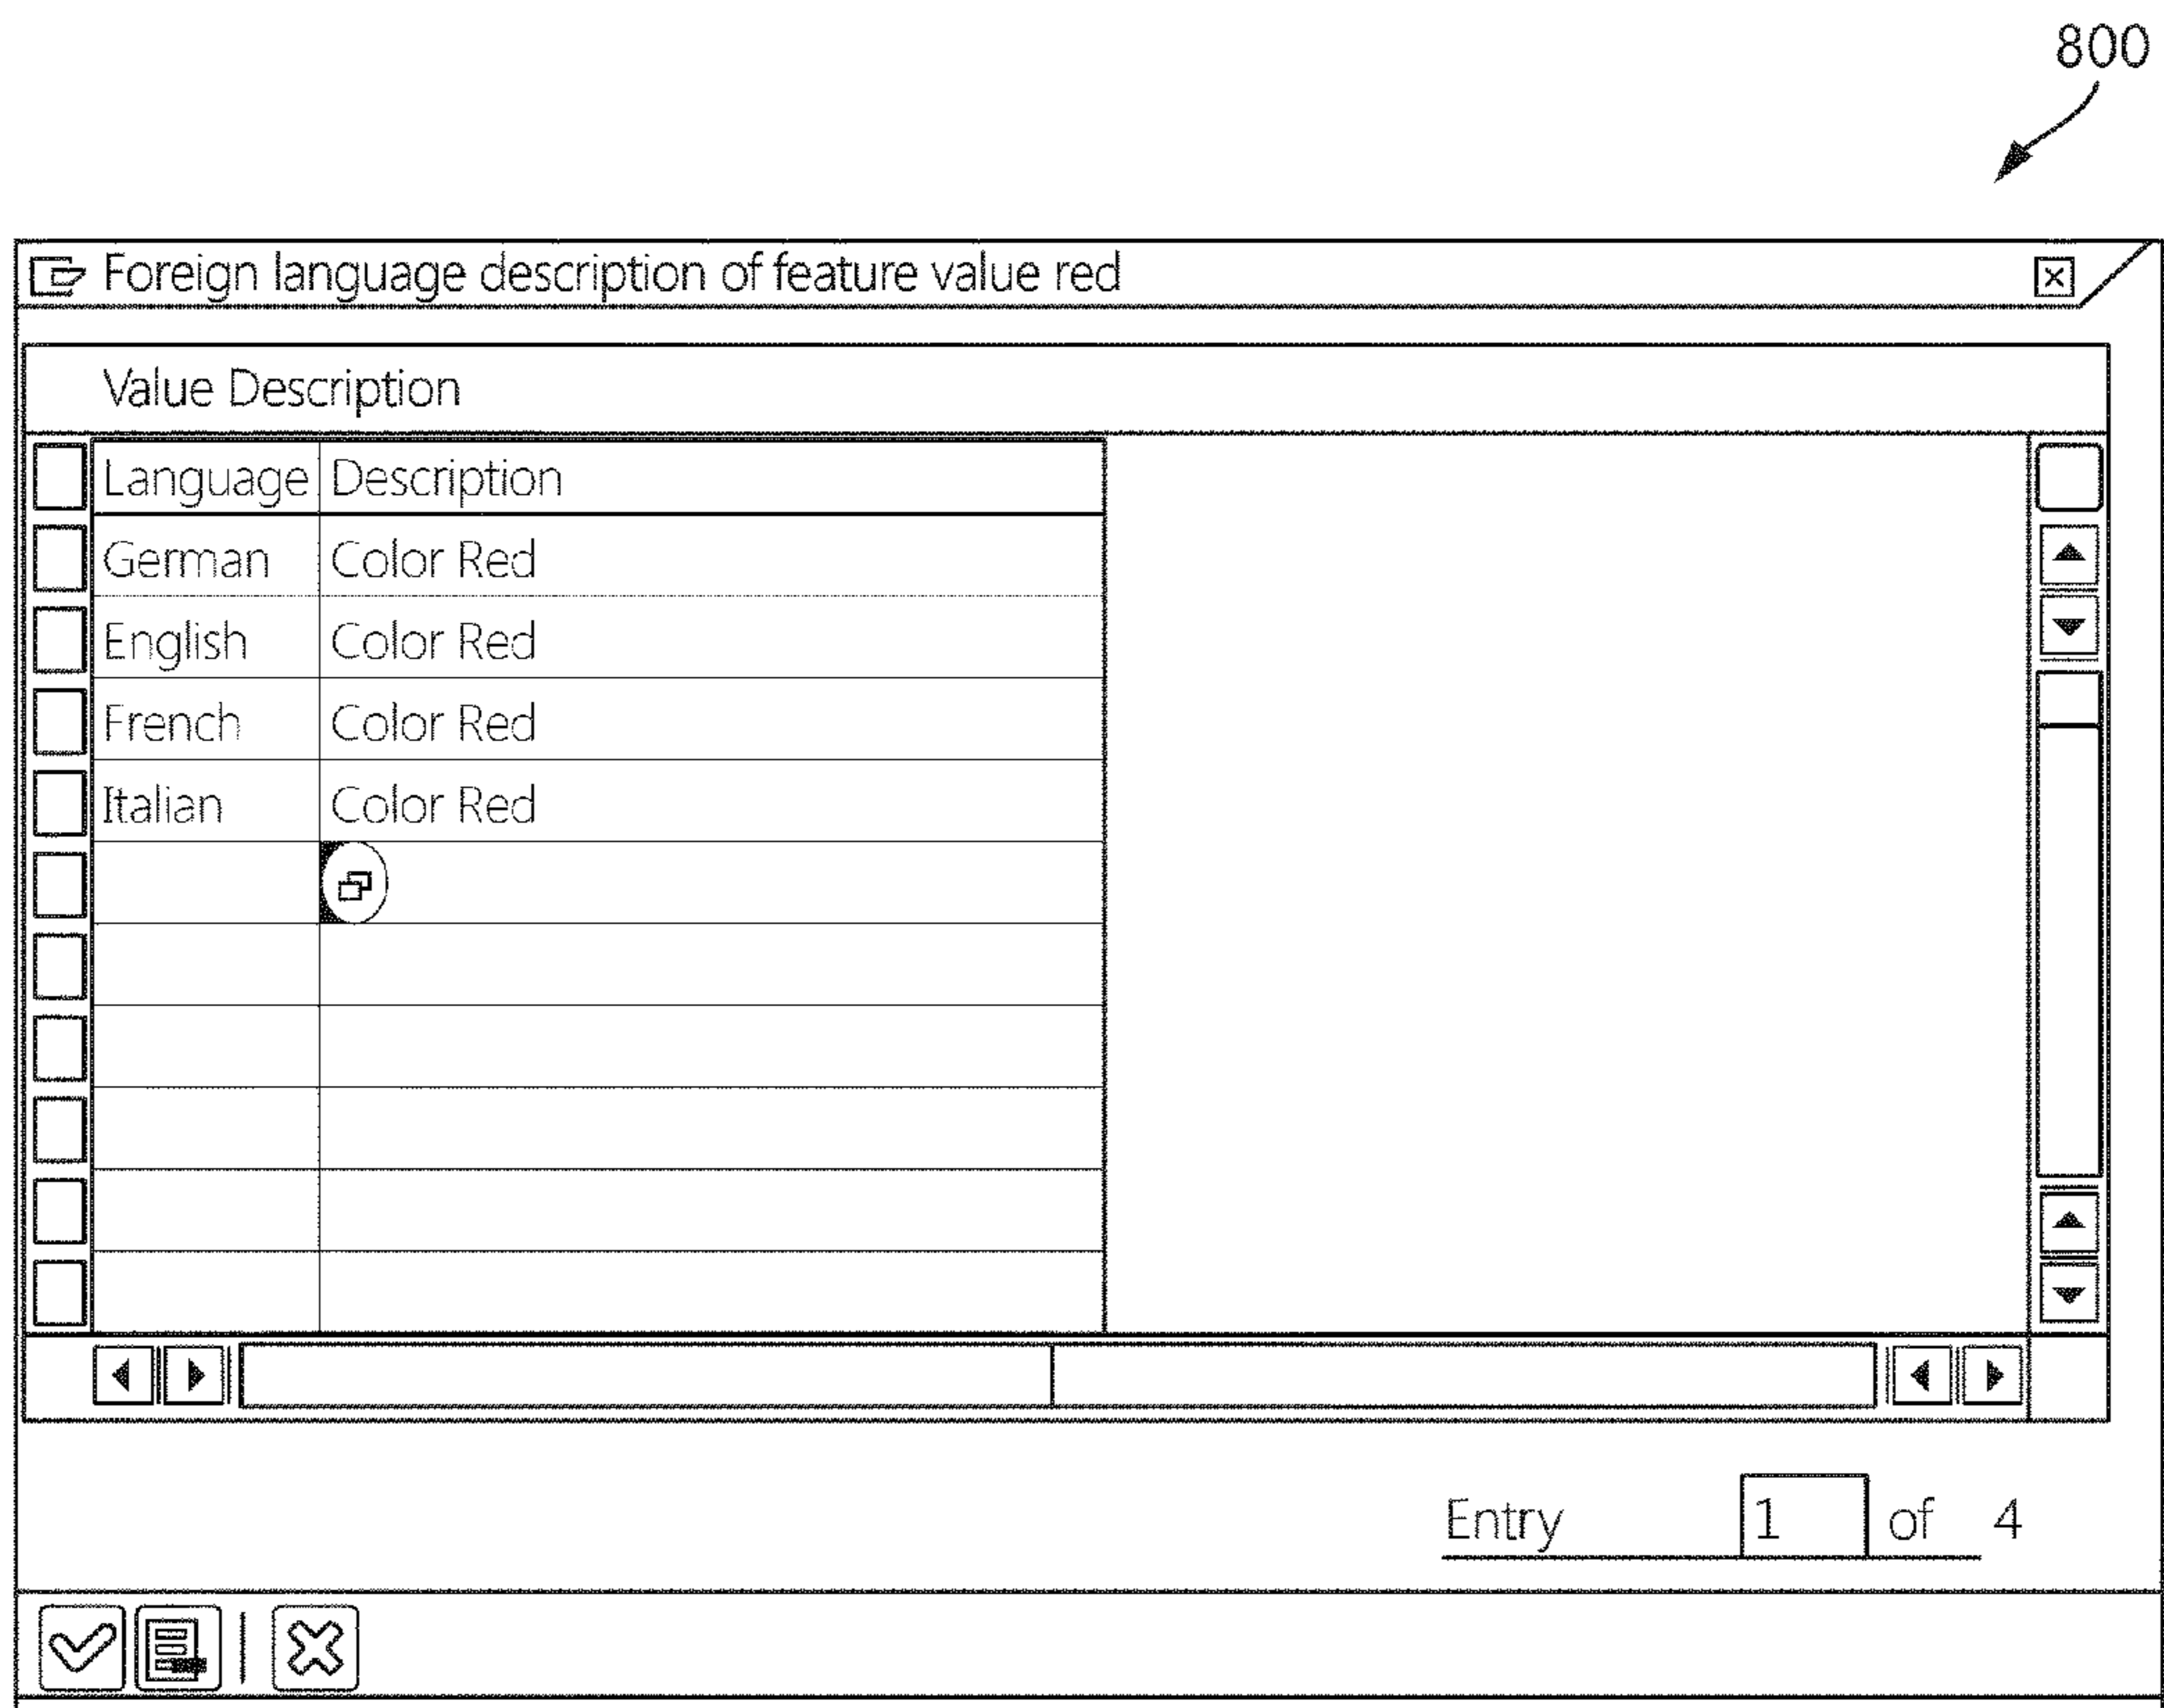 800
Foreign language description of feature value red
Value Description
Language Description
German Color Red
English Color Red
French Color Red
Italian Color Red
Entry 1 of 4